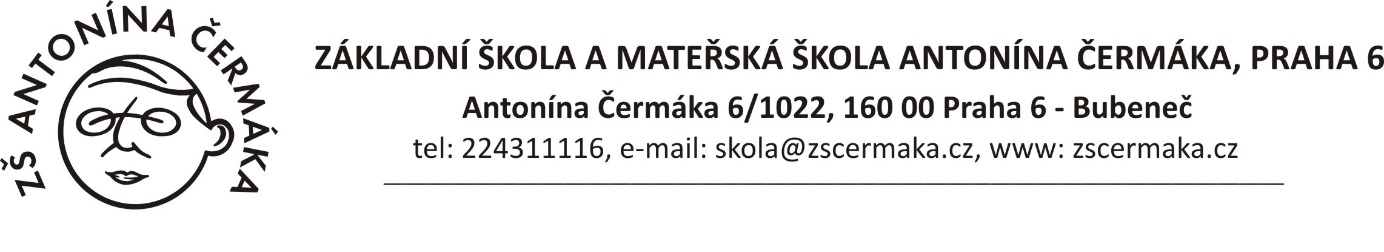 ZŠ ANTONÍNA ČERMÁKA
ZÁKLADNÍ ŠKOLA A MATEŘSKÁ ŠKOLA ANTONÍNA ČERMÁKA, PRAHA 6
Antonína Čermáka 6/1022, 160 00 Praha 6 - Bubeneč
tel: 224311116, e-mail: skola@zscermaka.cz, www: zscermaka.cz